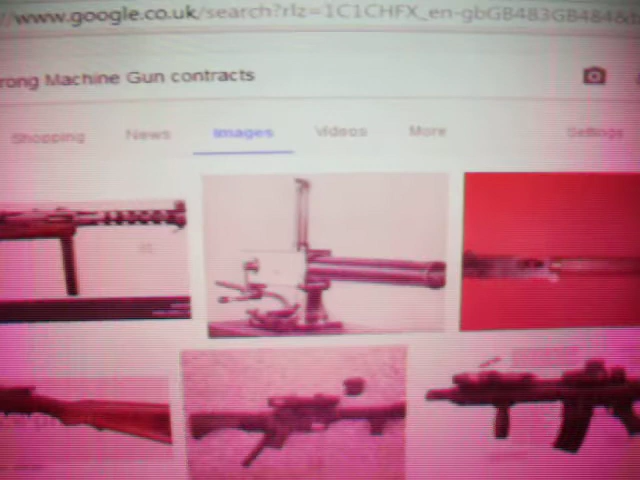 //www.google.co.uk/search?rlz=1C1CHFX_en-gbGB483GB484&
rong Machine Gun contracts
Shopping News Images Videos More Settings